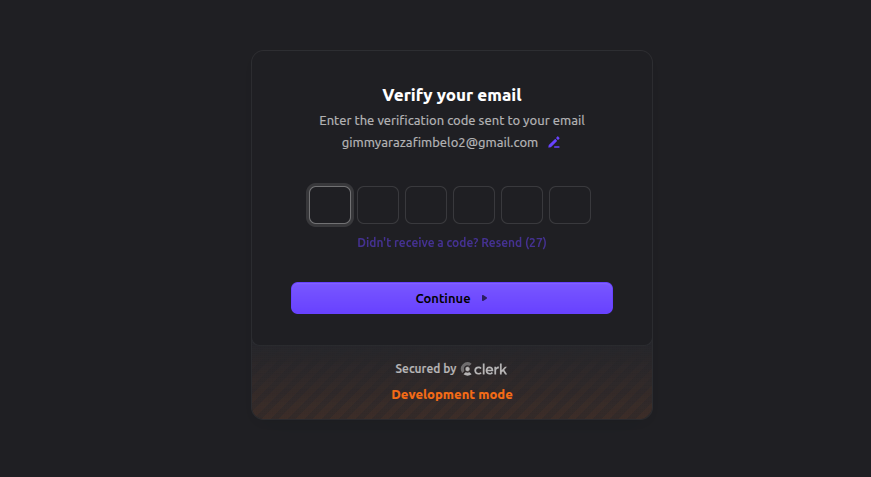 Verify your email
Enter the verification code sent to your email
gimmyarazafimbelo2@gmail.com
Didn't receive a code? Resend (27)
Continue
Secured by clerk
Development mode